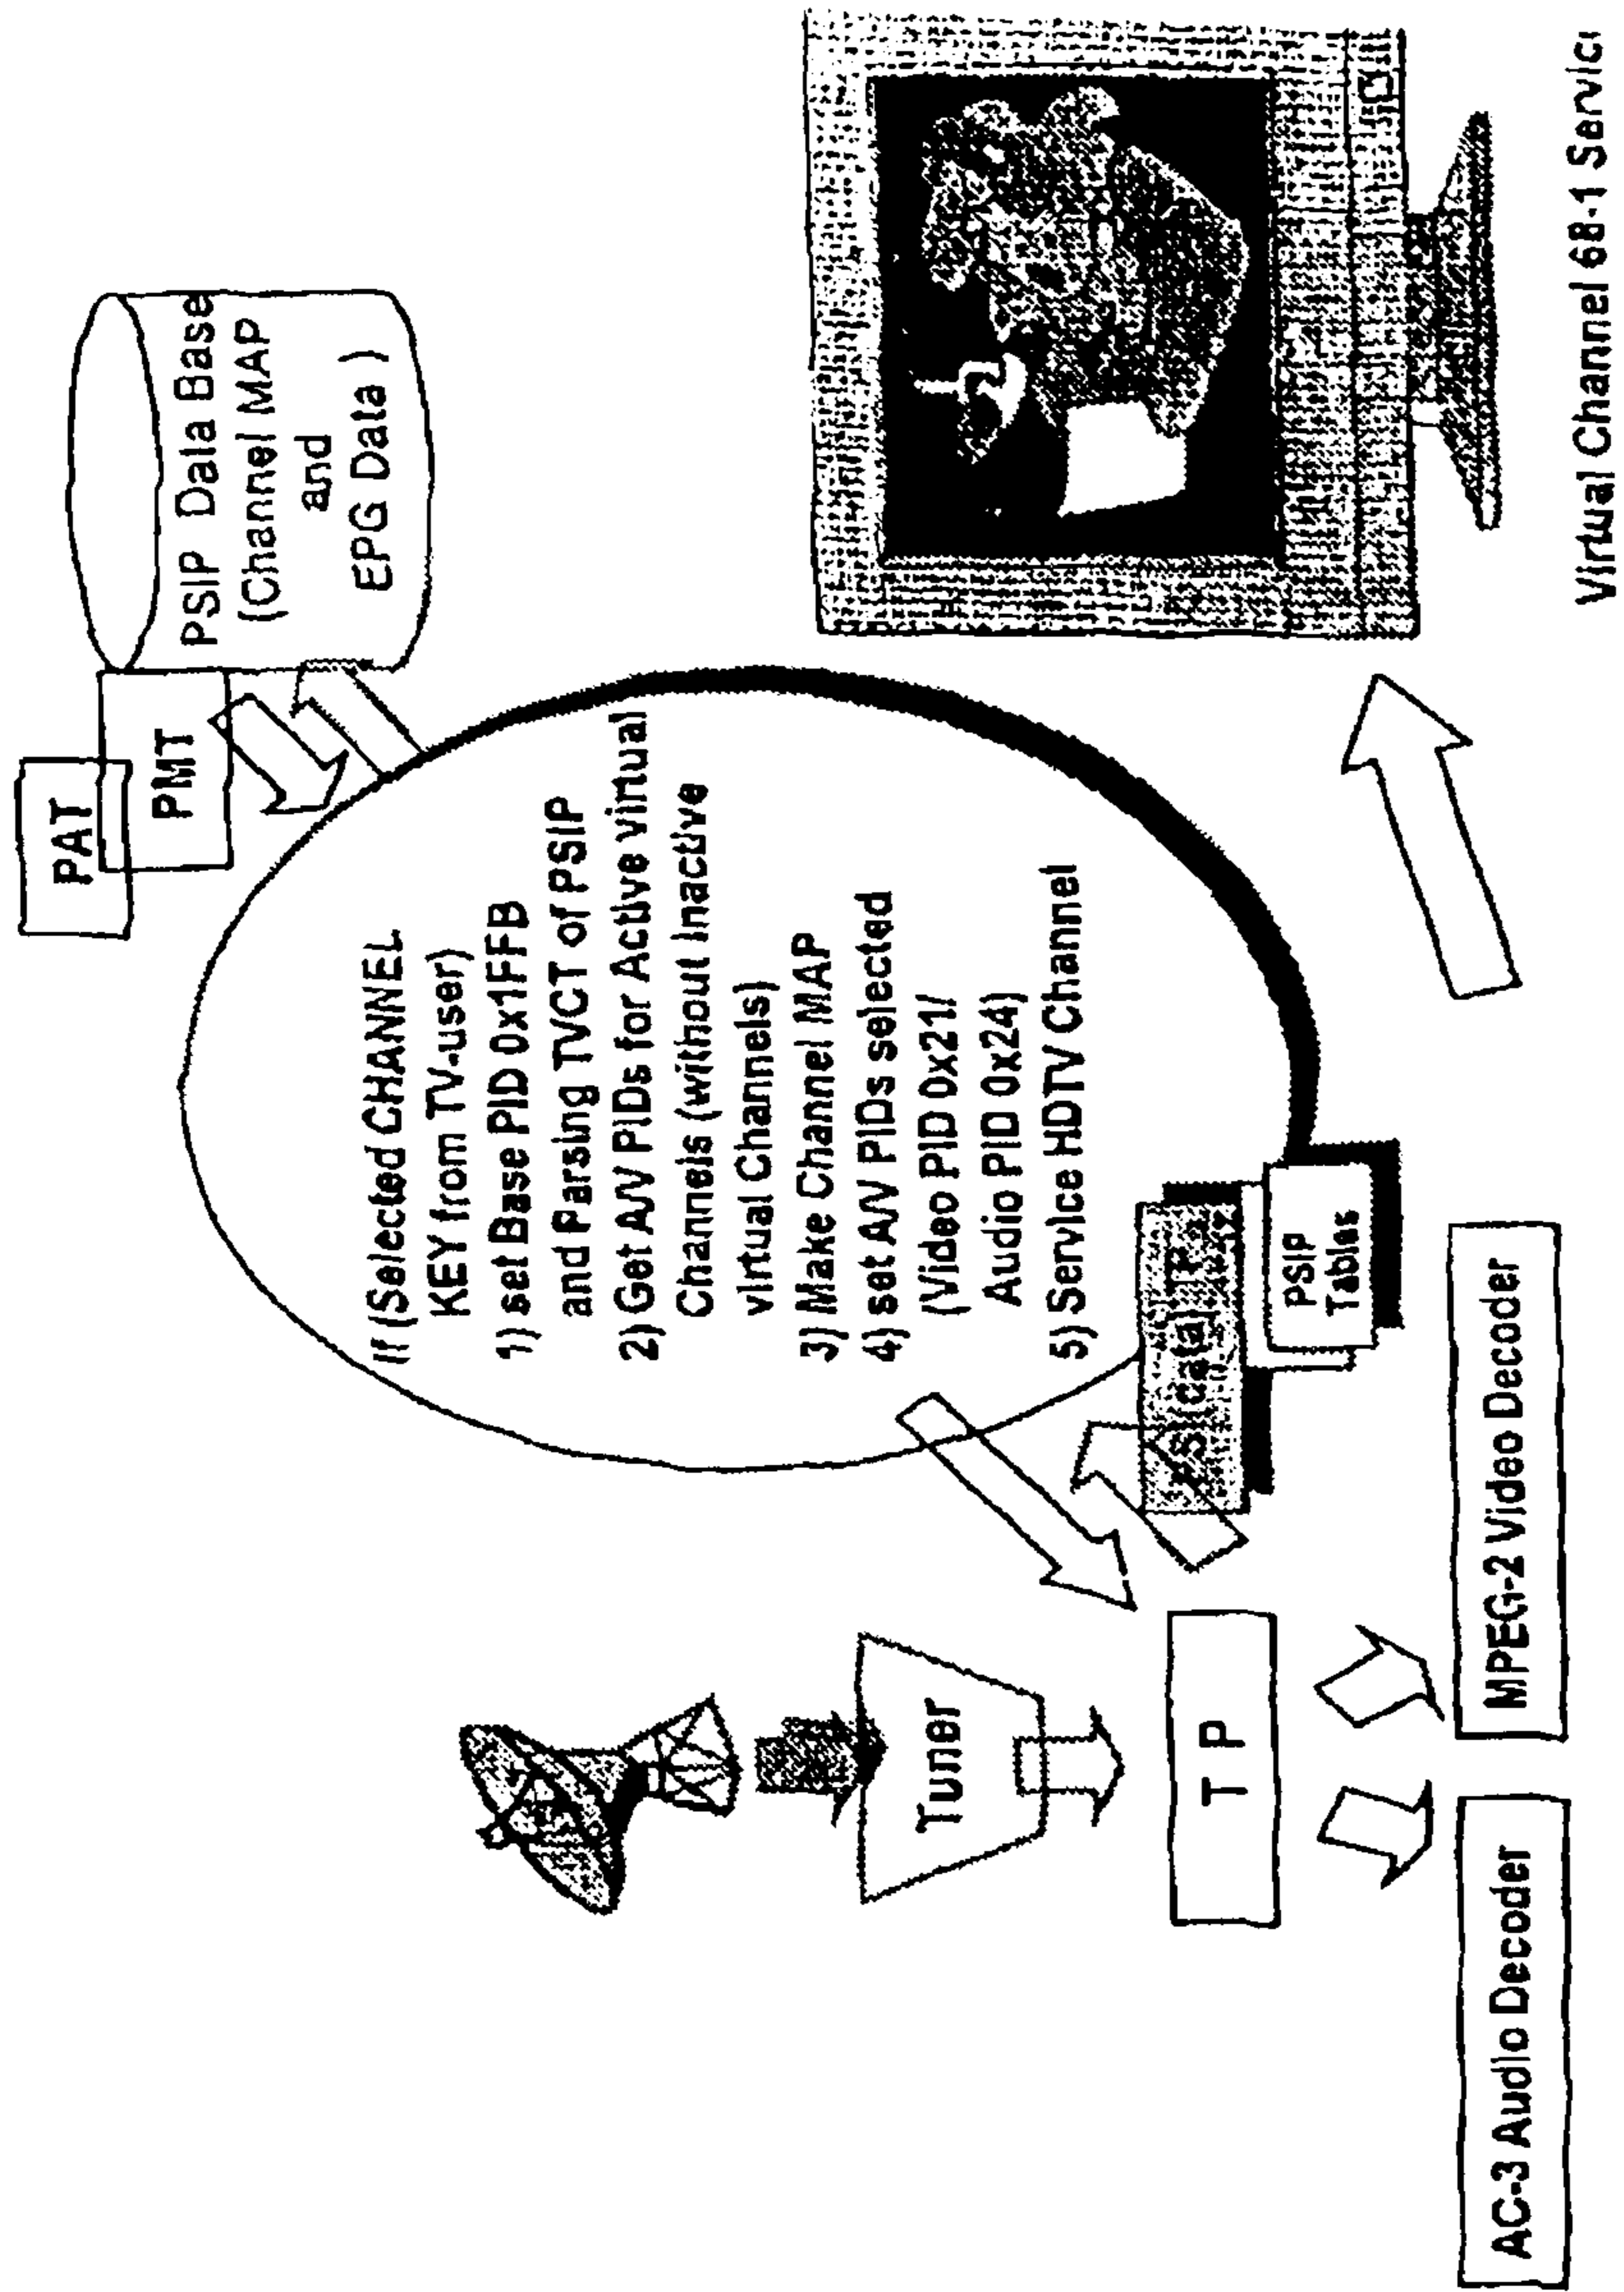 PAT
PMT
PSIP Data Base
(Channel MAP
and
EPG Data )
If (Selected CHANNEL
KEY from TV-user)
1) set Base PID 0x1FFB
and Parsing TVCT of PSIP
2) Get A/V PIDs for Active virtual
Channels (without Inactive
virtual Channels)
3) Make Channel MAP
4) set A/V PIDs selected
(Video PID 0x21/
Audio PID 0x24)
5) Service HDTV Channel
PSIP
Tables
Tuner
T P
AC-3 Audio Decoder
MPEG-2 Video Decoder
Virtual Channel 68-1 Servic